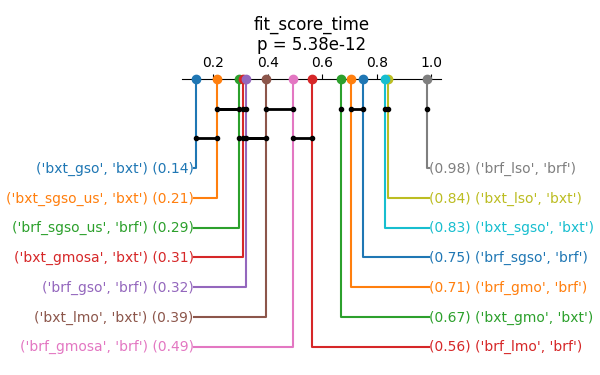 fit_score_time
p = 5.38e-12
0.2 0.4 0.6 0.8 1.0
('bxt_gso', 'bxt') (0.14) (0.98) ('brf_lso', 'brf')
('bxt_sgso_us', 'bxt') (0.21) (0.84) ('bxt_lso', 'bxt')
('brf_sgso_us', 'brf') (0.29) (0.83) ('bxt_sgso', 'bxt')
('bxt_gmosa', 'bxt') (0.31) (0.75) ('brf_sgso', 'brf')
('brf_gso', 'brf') (0.32) (0.71) ('brf_gmo', 'brf')
('bxt_lmo', 'bxt') (0.39) (0.67) ('bxt_gmo', 'bxt')
('brf_gmosa', 'brf') (0.49) (0.56) ('brf_lmo', 'brf')